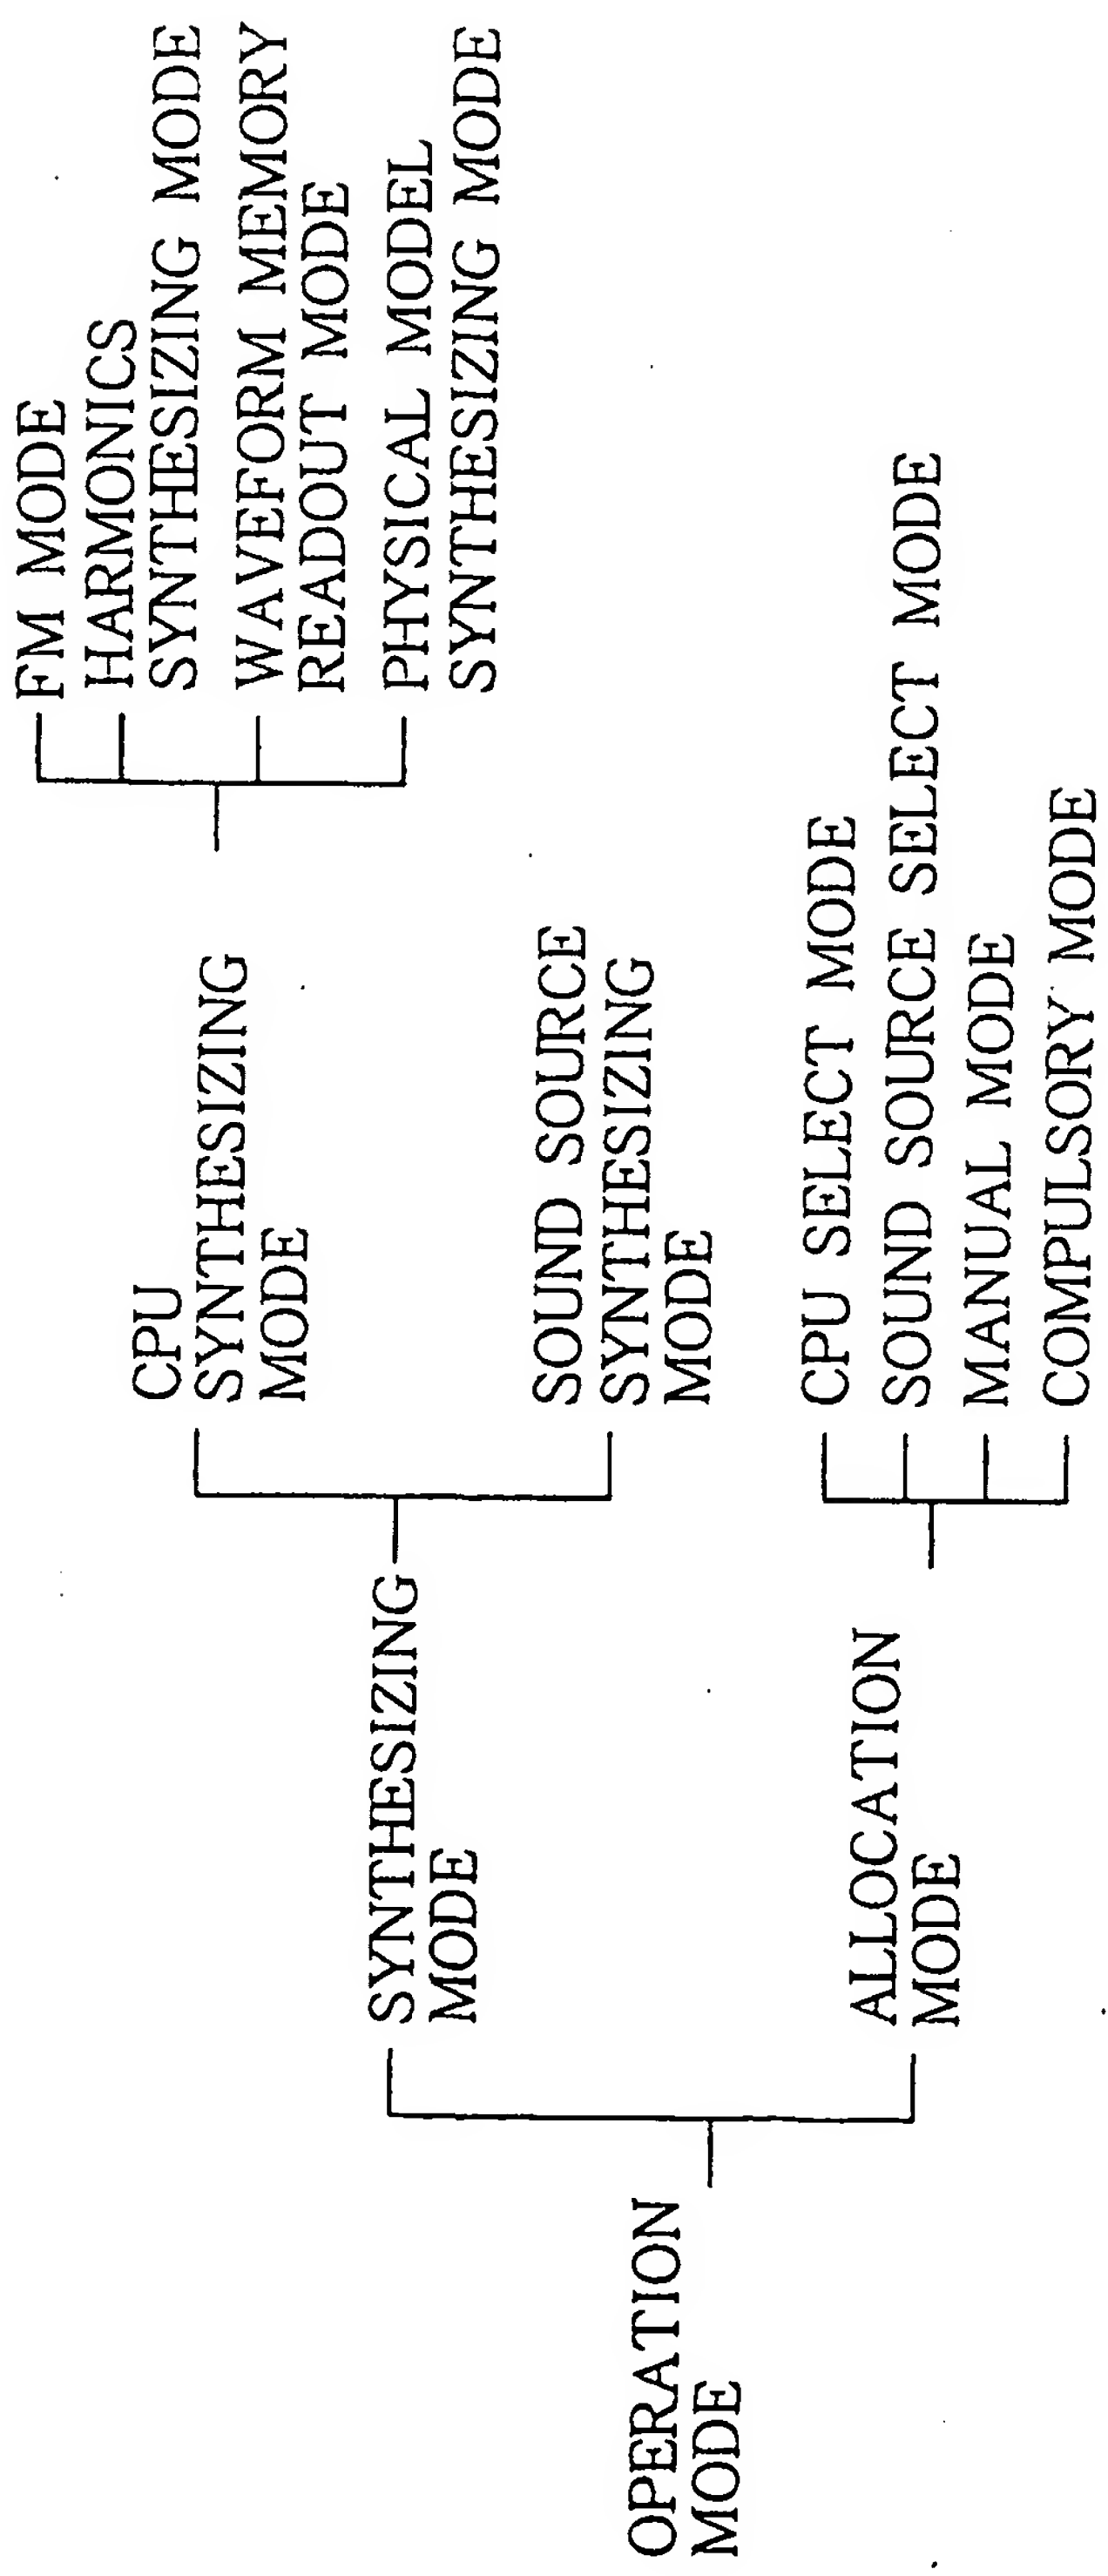 OPERATION
MODE
SYNTHESIZING
MODE
CPU
SYNTHESIZING
MODE
FM MODE
HARMONICS
SYNTHESIZING MODE
WAVEFORM MEMORY
READOUT MODE
PHYSICAL MODEL
SYNTHESIZING MODE
SOUND SOURCE
SYNTHESIZING
MODE
ALLOCATION
MODE
CPU SELECT MODE
SOUND SOURCE SELECT MODE
MANUAL MODE
COMPULSORY MODE